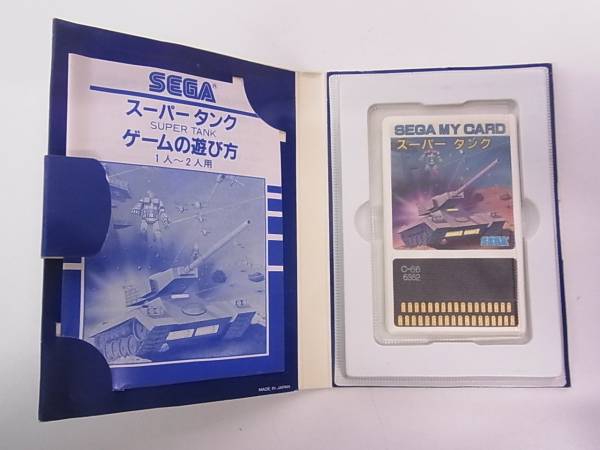 SEGA®
スーパー タンク
SUPER TANK
ゲームの遊び方
1人〜2人用
MADE IN JAPAN
SEGA MY CARD
スーパー タンク
SEGA
C-66
6352